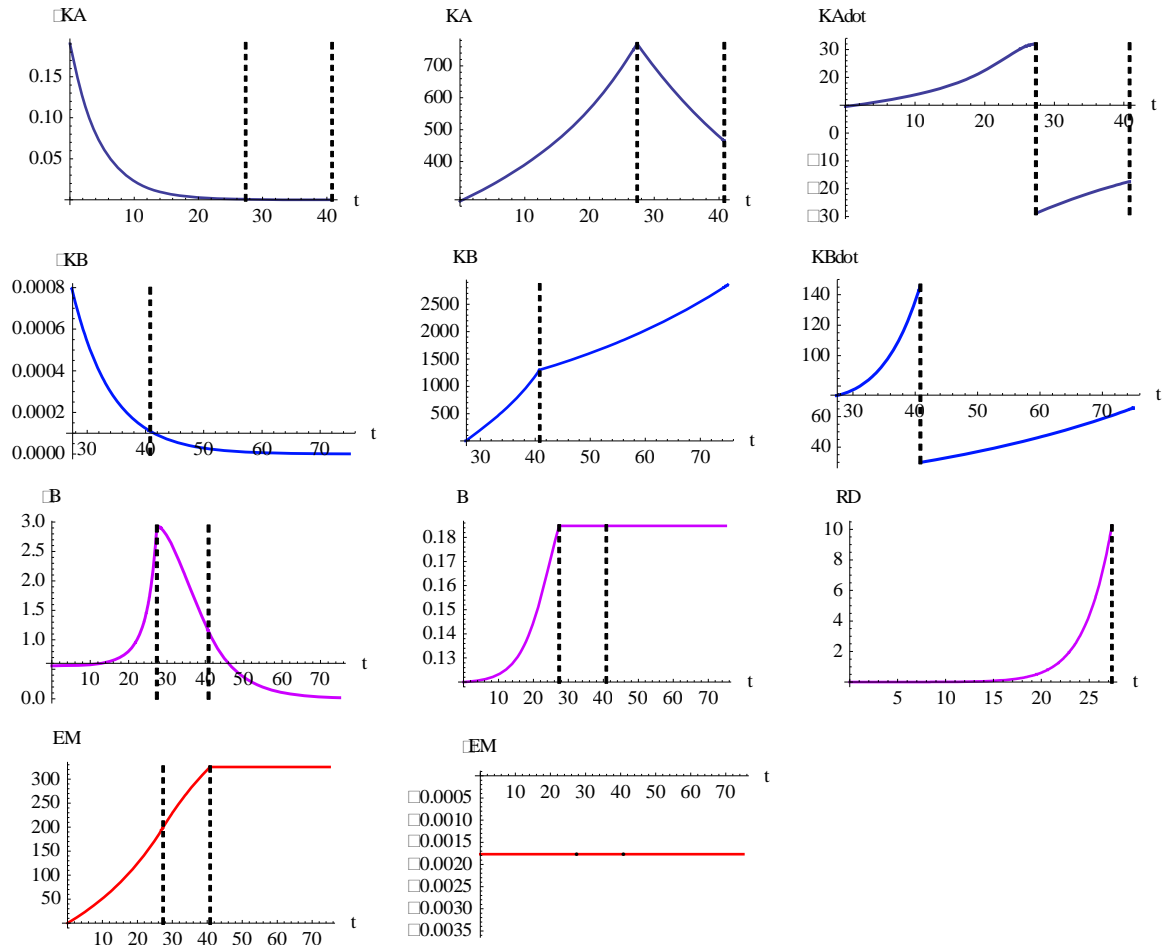 □KA
0.15
0.10
0.05
10 20 30 40 t
KA
700
600
500
400
10 20 30 40 t
KAdot
30
20
10 20 30 40 t
0
□10
□20
□30
□KB
0.0008
0.0006
0.0004
0.0002
30 40 50 60 70 t
0.0000
KB
2500
2000
1500
1000
500
30 40 50 60 70 t
KBdot
140
120
100
30 40 50 60 70 t
60
40
□B
3.0
2.5
2.0
1.5
1.0
10 20 30 40 50 60 70 t
0.0
B
0.18
0.17
0.16
0.15
0.14
0.13
10 20 30 40 50 60 70 t
RD
10
8
6
4
2
5 10 15 20 25 t
EM
300
250
200
150
100
50
10 20 30 40 50 60 70 t
□EM
10 20 30 40 50 60 70 t
□0.0005
□0.0010
□0.0015
□0.0020
□0.0025
□0.0030
□0.0035